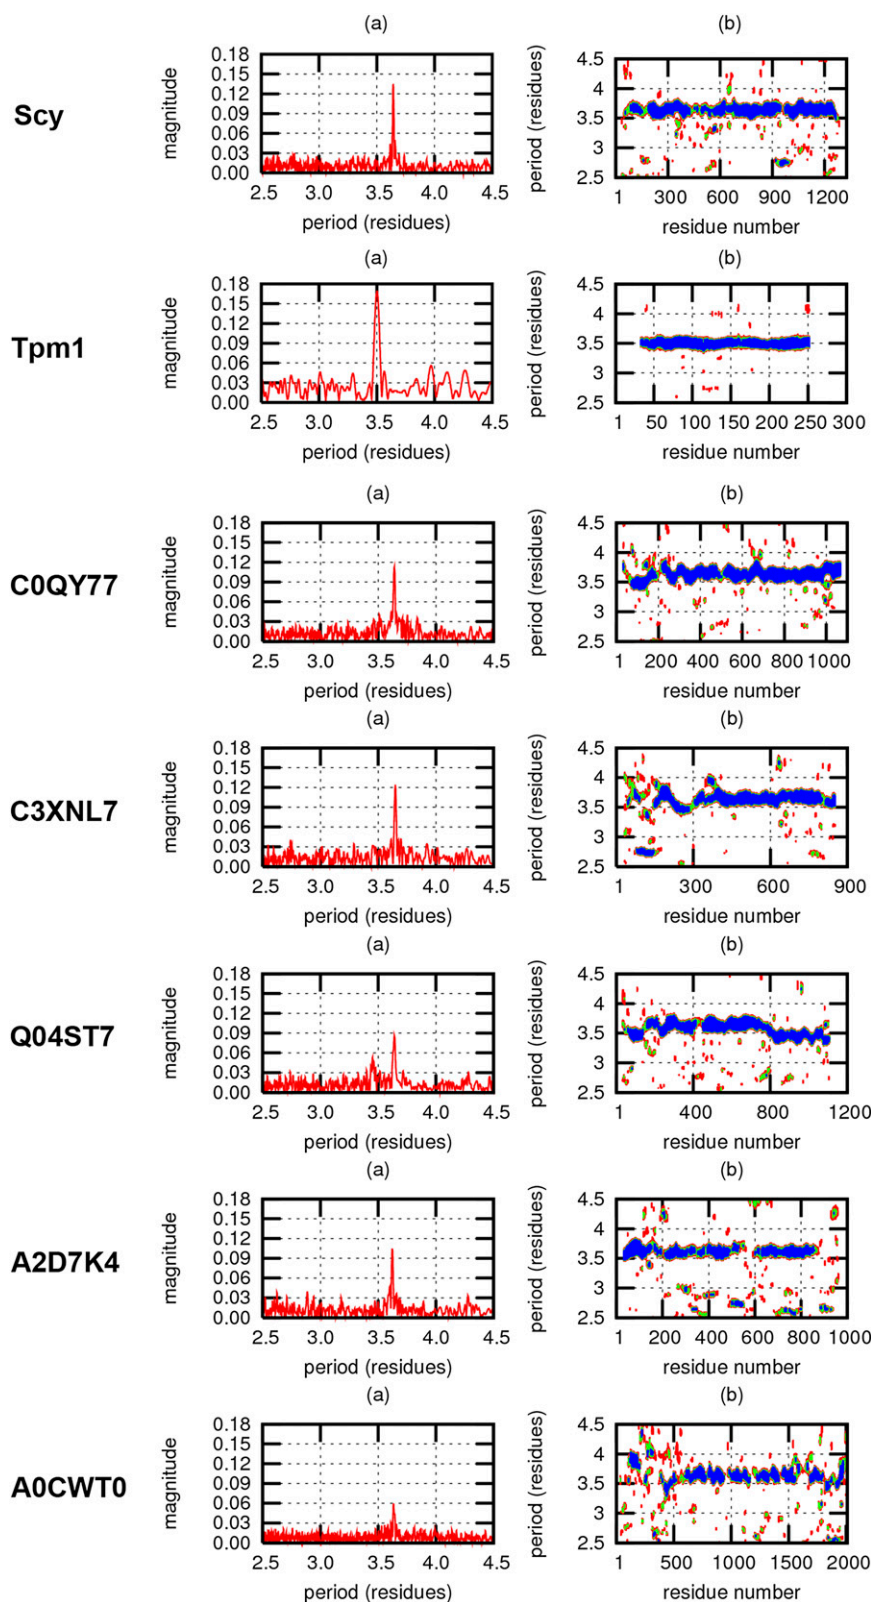 (a) (b)
Scy
magnitude
0.18
0.15
0.12
0.09
0.06
0.03
0.00
2.5 3.0 3.5 4.0 4.5
period (residues)
period (residues)
4.5
4
3.5
3
2.5
1 300 600 900 1200
residue number
(a) (b)
Tpm1
magnitude
0.18
0.15
0.12
0.09
0.06
0.03
0.00
2.5 3.0 3.5 4.0 4.5
period (residues)
period (residues)
4.5
4
3.5
3
2.5
1 50 100 150 200 250 300
residue number
(a) (b)
C0QY77
magnitude
0.18
0.15
0.12
0.09
0.06
0.03
0.00
2.5 3.0 3.5 4.0 4.5
period (residues)
period (residues)
4.5
4
3.5
3
2.5
1 200 400 600 800 1000
residue number
(a) (b)
C3XNL7
magnitude
0.18
0.15
0.12
0.09
0.06
0.03
0.00
2.5 3.0 3.5 4.0 4.5
period (residues)
period (residues)
4.5
4
3.5
3
2.5
1 300 600 900
residue number
(a) (b)
Q04ST7
magnitude
0.18
0.15
0.12
0.09
0.06
0.03
0.00
2.5 3.0 3.5 4.0 4.5
period (residues)
period (residues)
4.5
4
3.5
3
2.5
1 400 800 1200
residue number
(a) (b)
A2D7K4
magnitude
0.18
0.15
0.12
0.09
0.06
0.03
0.00
2.5 3.0 3.5 4.0 4.5
period (residues)
period (residues)
4.5
4
3.5
3
2.5
1 200 400 600 800 1000
residue number
(a) (b)
A0CWT0
magnitude
0.18
0.15
0.12
0.09
0.06
0.03
0.00
2.5 3.0 3.5 4.0 4.5
period (residues)
period (residues)
4.5
4
3.5
3
2.5
1 500 1000 1500 2000
residue number